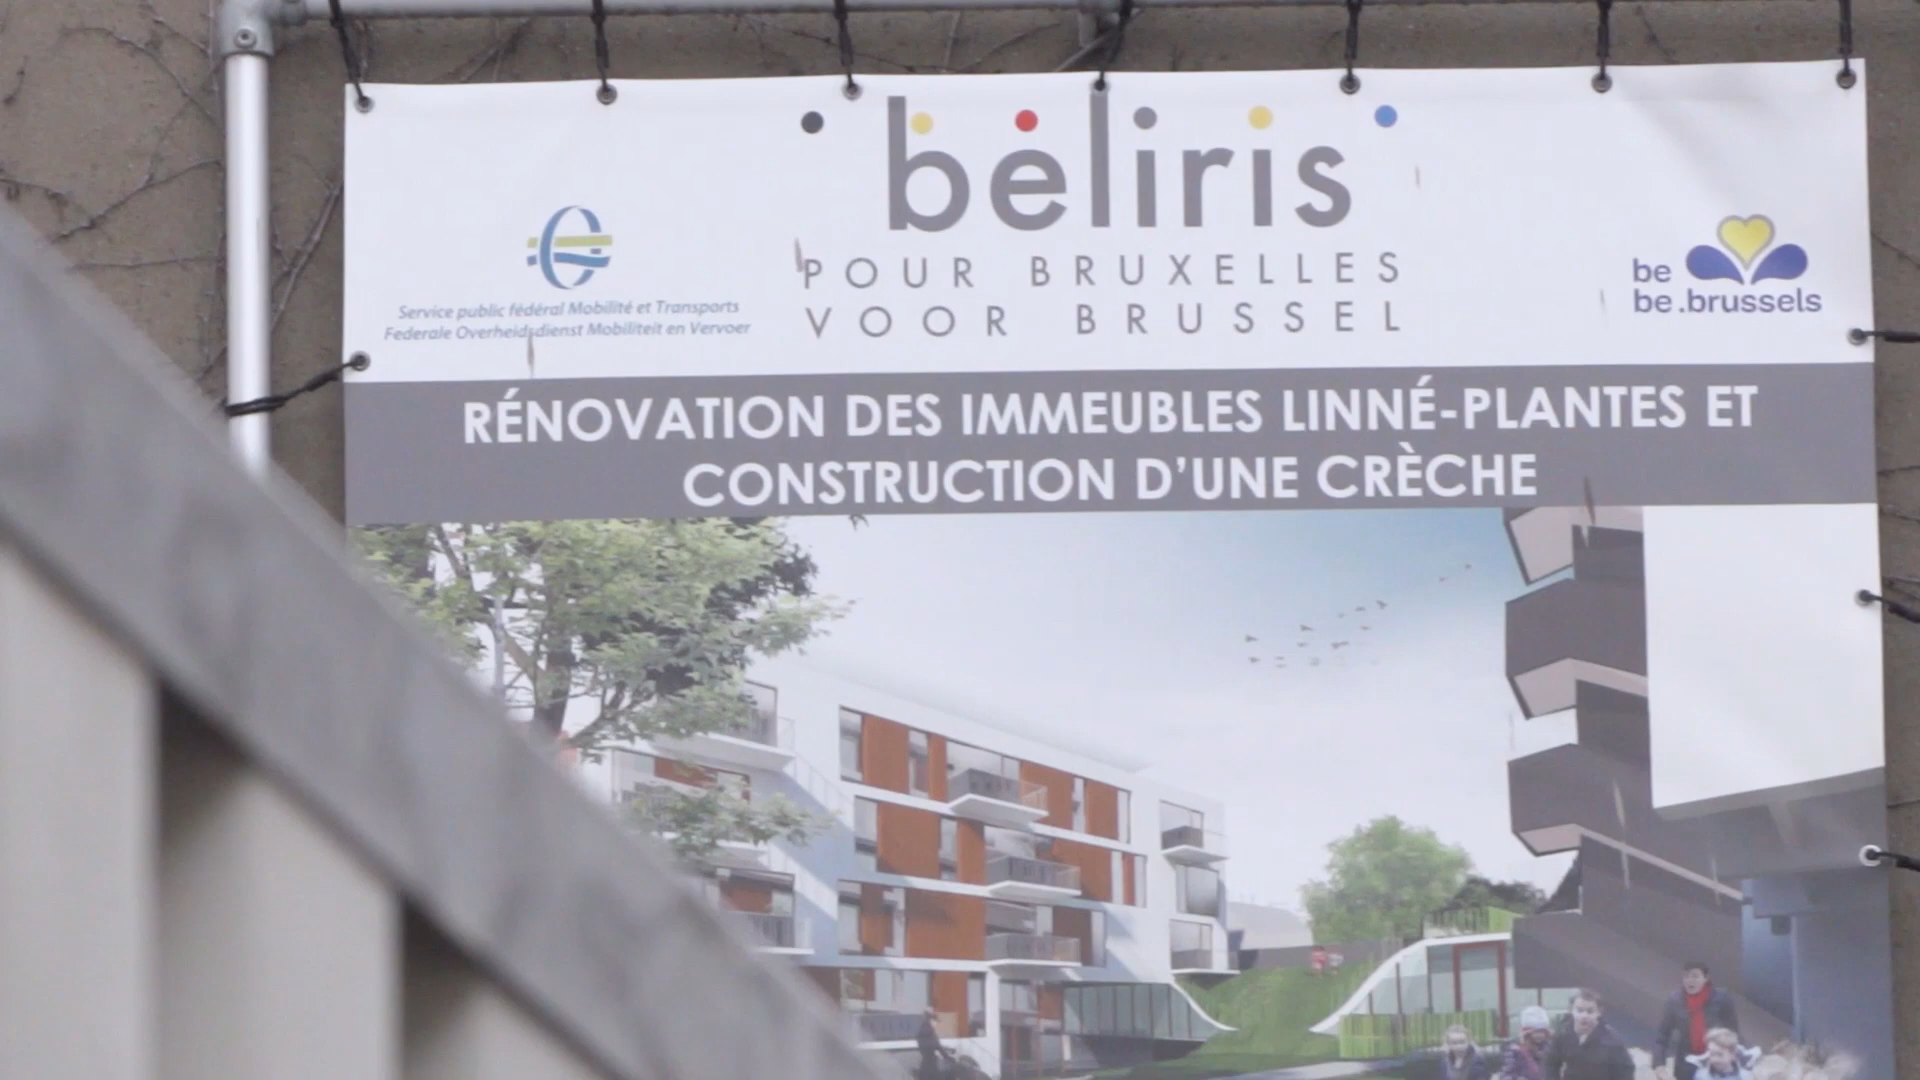 beliris
POUR BRUXELLES
VOOR BRUSSEL
Service public fédéral Mobilité et Transports
Federale Overheidsdienst Mobiliteit en Vervoer
be
be.brussels
RÉNOVATION DES IMMEUBLES LINNÉ-PLANTES ET
CONSTRUCTION D'UNE CRÈCHE